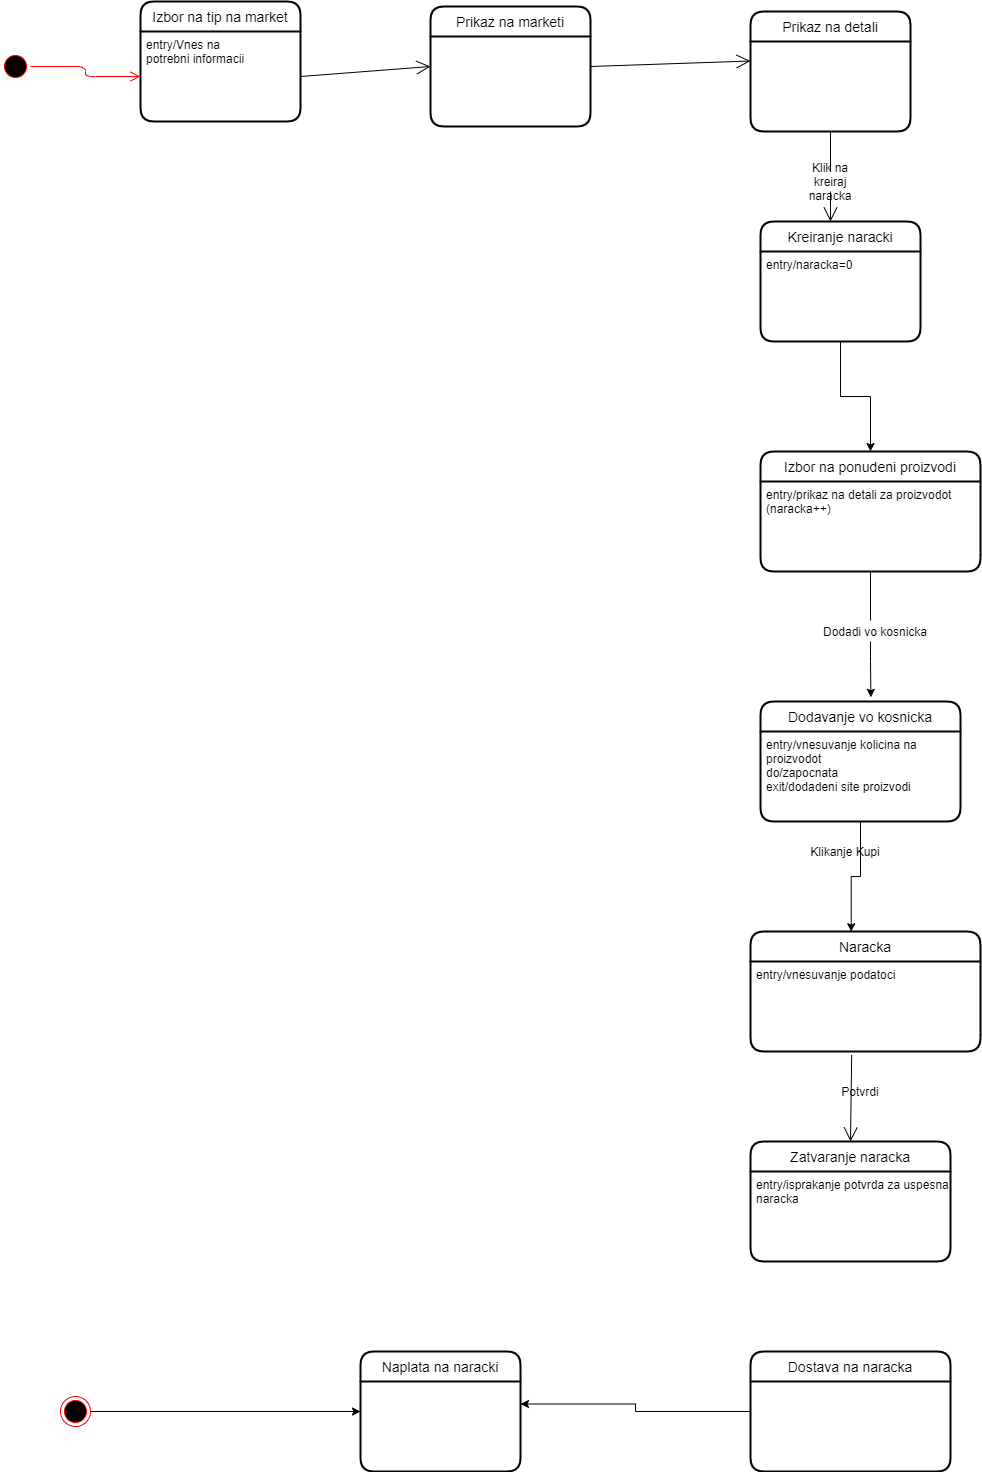 Izbor na tip na market
entry/Vnes na
potrebni informacii
Prikaz na marketi
Prikaz na detali
Klik na
kreiraj
naracka
Kreiranje naracki
entry/naracka=0
Izbor na ponudeni proizvodi
entry/prikaz na detali za proizvodot
(naracka++)
Dodadi vo kosnicka
Dodavanje vo kosnicka
entry/vnesuvanje kolicina na
proizvodot
do/zapocnata
exit/dodadeni site proizvodi
Klikanje Kupi
Naracka
entry/vnesuvanje podatoci
Potvrdi
Zatvaranje naracka
entry/isprakanje potvrda za uspesna
naracka
Naplata na naracki
Dostava na naracka